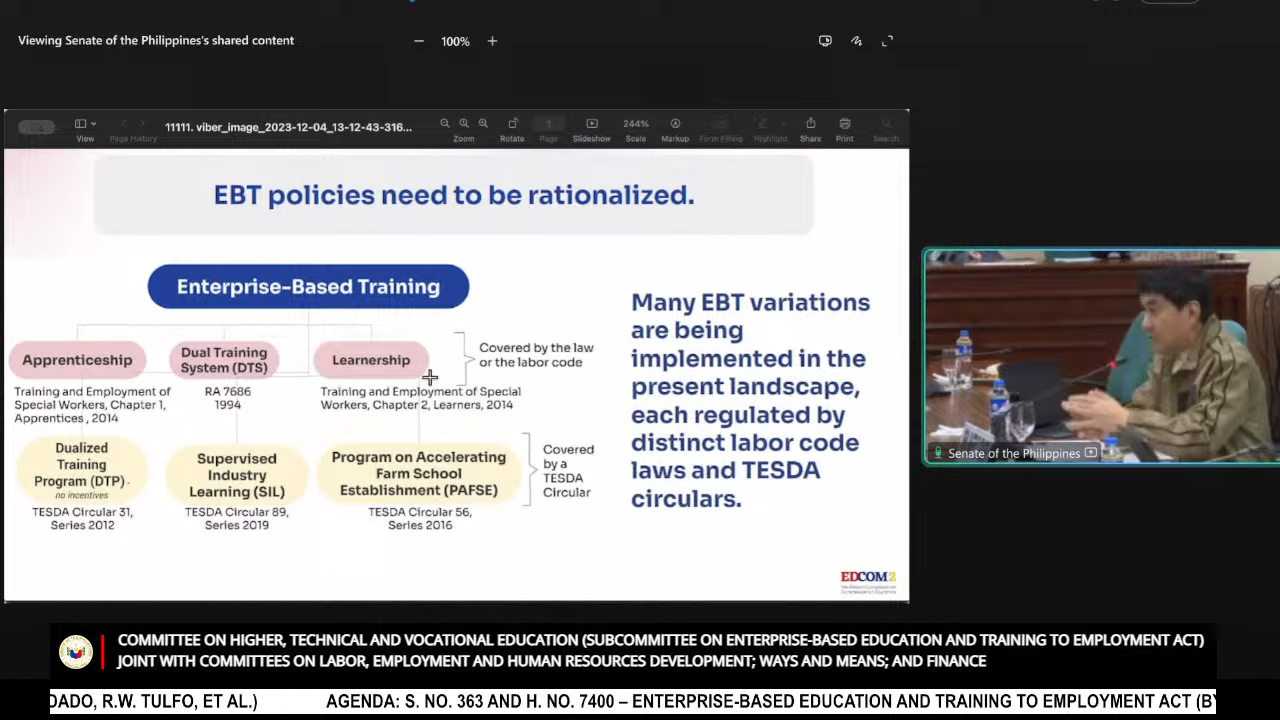 Viewing Senate of the Philippines's shared content
100%
11111. viber_image_2023-12-04_13-12-43-316...
244%
View
Page History
Zoom
Rotate
Page
Slideshow
Scale
Markup
Form Filling
Highlight
Share
Print
Search
EBT policies need to be rationalized.
Enterprise-Based Training
Apprenticeship
Training and Employment of
Special Workers, Chapter 1,
Apprentices , 2014
Dual Training
System (DTS)
RA 7686
1994
Learnership
Training and Employment of Special
Workers, Chapter 2, Learners, 2014
Covered by the law
or the labor code
Dualized
Training
Program (DTP)
no incentives
TESDA Circular 31,
Series 2012
Supervised
Industry
Learning (SIL)
TESDA Circular 89,
Series 2019
Program on Accelerating
Farm School
Establishment (PAFSE)
TESDA Circular 56,
Series 2016
Covered
by a
TESDA
Circular
Many EBT variations
are being
implemented in the
present landscape,
each regulated by
distinct labor code
laws and TESDA
circulars.
EDCOM2
Senate of the Philippines
COMMITTEE ON HIGHER, TECHNICAL AND VOCATIONAL EDUCATION (SUBCOMMITTEE ON ENTERPRISE-BASED EDUCATION AND TRAINING TO EMPLOYMENT ACT)
JOINT WITH COMMITTEES ON LABOR, EMPLOYMENT AND HUMAN RESOURCES DEVELOPMENT; WAYS AND MEANS; AND FINANCE
DADO, R.W. TULFO, ET AL.) AGENDA: S. NO. 363 AND H. NO. 7400 – ENTERPRISE-BASED EDUCATION AND TRAINING TO EMPLOYMENT ACT (BY